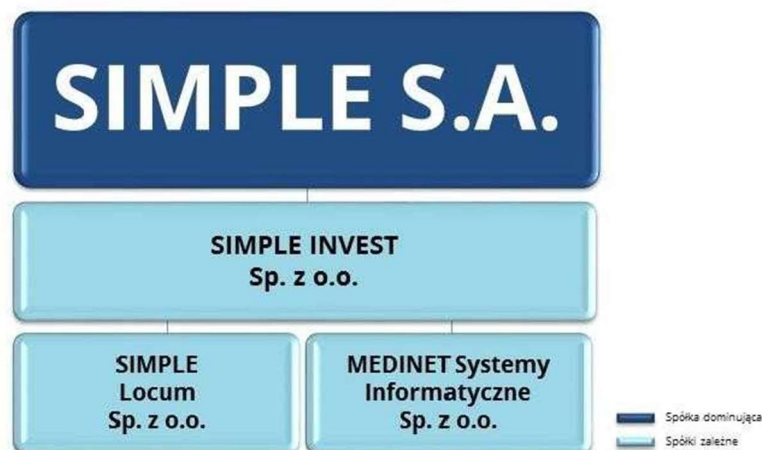 SIMPLE S.A.
SIMPLE INVEST
Sp. z o.o.
SIMPLE
Locum
Sp. z o.o.
MEDINET Systemy
Informatyczne
Sp. z o.o.
Spółka dominująca
Spółki zależne